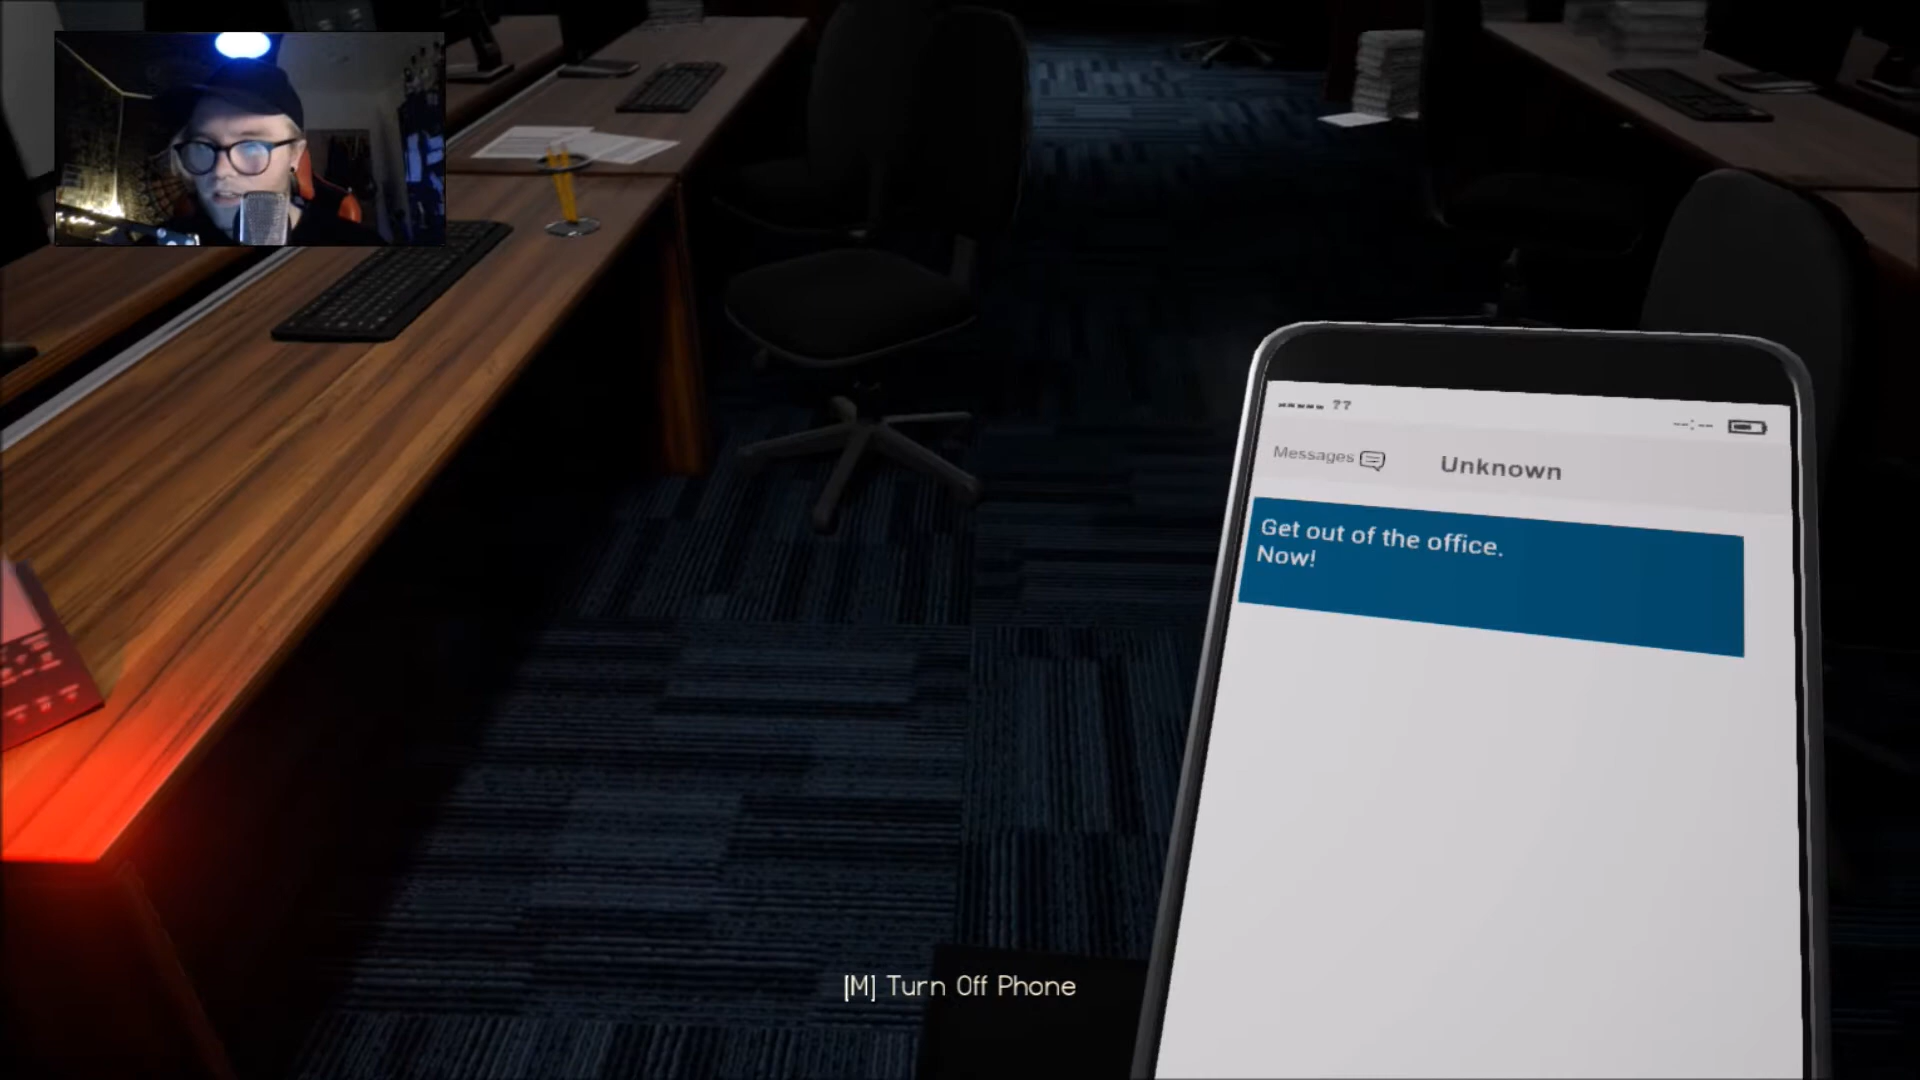 ??
--:--
Messages
Unknown
Get out of the office.
Now!
[M] Turn Off Phone